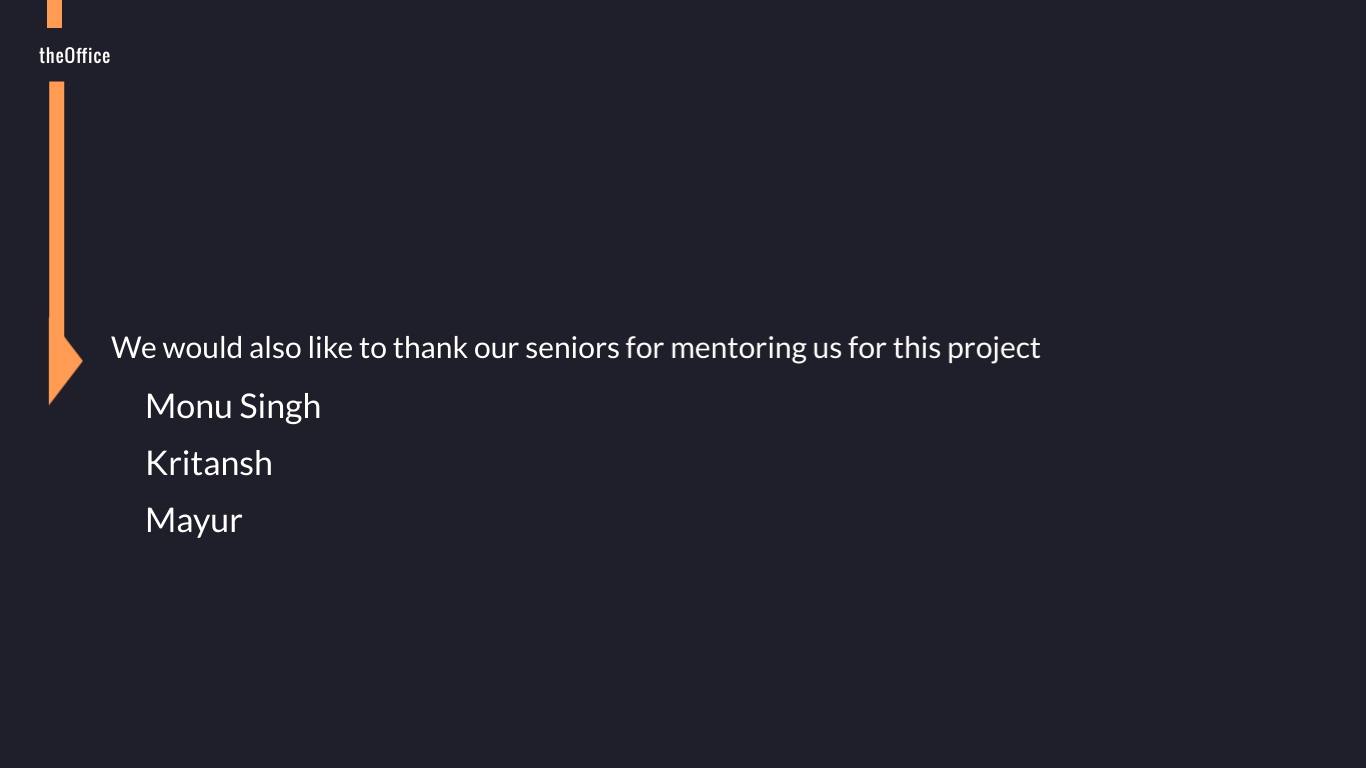 theOffice
We would also like to thank our seniors for mentoring us for this project
Monu Singh
Kritansh
Mayur